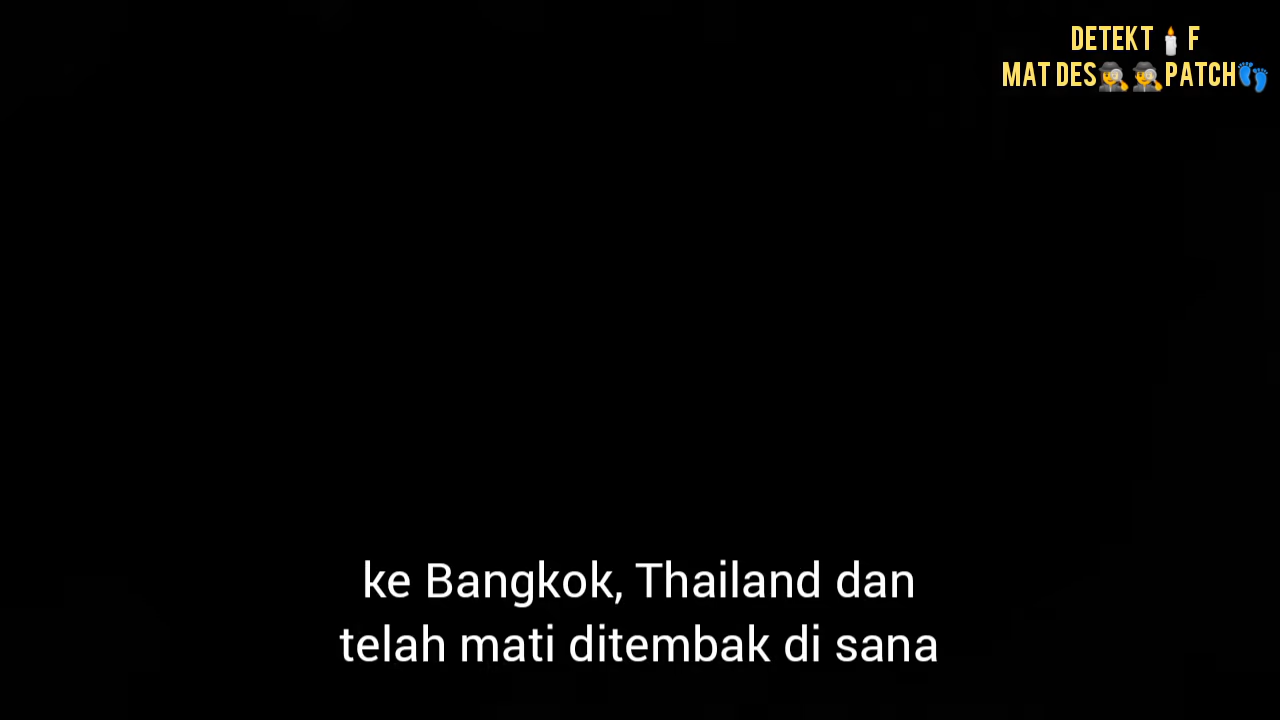 DETEKT🕯️F
MAT DES🕵️🕵️PATCH👣
ke Bangkok, Thailand dan
telah mati ditembak di sana